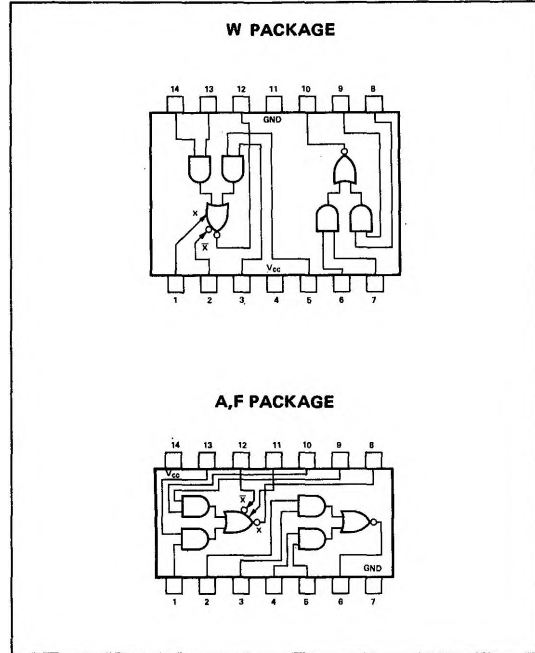 W PACKAGE
14 13 12 11 10 9 8
GND
X
X̅
Vcc
1 2 3 4 5 6 7
A,F PACKAGE
14 13 12 11 10 9 8
Vcc
X̅
X
GND
1 2 3 4 5 6 7